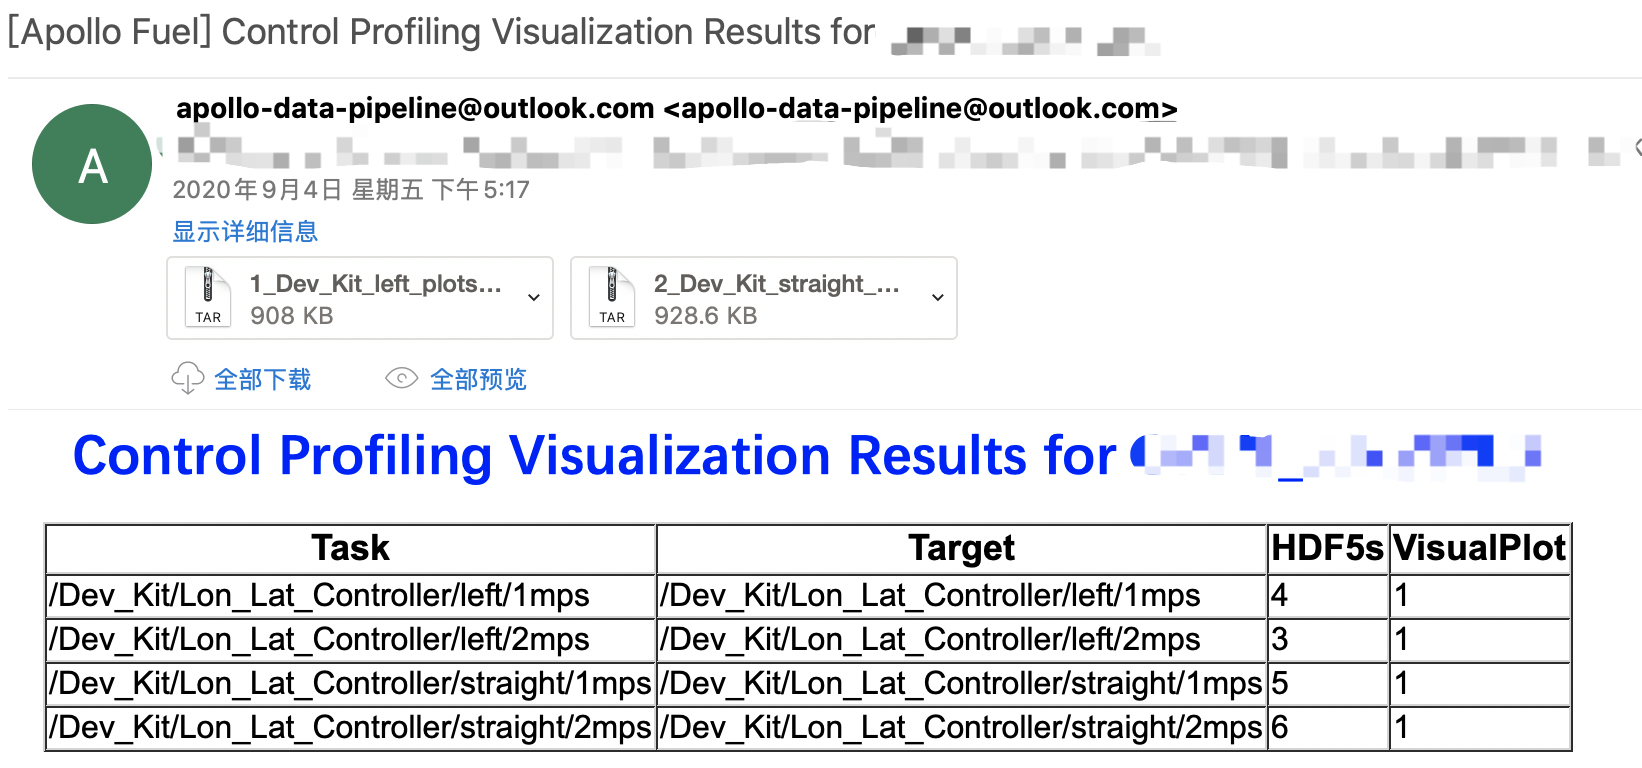 [Apollo Fuel] Control Profiling Visualization Results for
A
apollo-data-pipeline@outlook.com <apollo-data-pipeline@outlook.com>
2020年9月4日 星期五 下午5:17
显示详细信息
1_Dev_Kit_left_plots...
908 KB
TAR
2_Dev_Kit_straight_...
928.6 KB
TAR
全部下载
全部预览
Control Profiling Visualization Results for
Task Target HDF5s VisualPlot
/Dev_Kit/Lon_Lat_Controller/left/1mps /Dev_Kit/Lon_Lat_Controller/left/1mps 4 1
/Dev_Kit/Lon_Lat_Controller/left/2mps /Dev_Kit/Lon_Lat_Controller/left/2mps 3 1
/Dev_Kit/Lon_Lat_Controller/straight/1mps /Dev_Kit/Lon_Lat_Controller/straight/1mps 5 1
/Dev_Kit/Lon_Lat_Controller/straight/2mps /Dev_Kit/Lon_Lat_Controller/straight/2mps 6 1